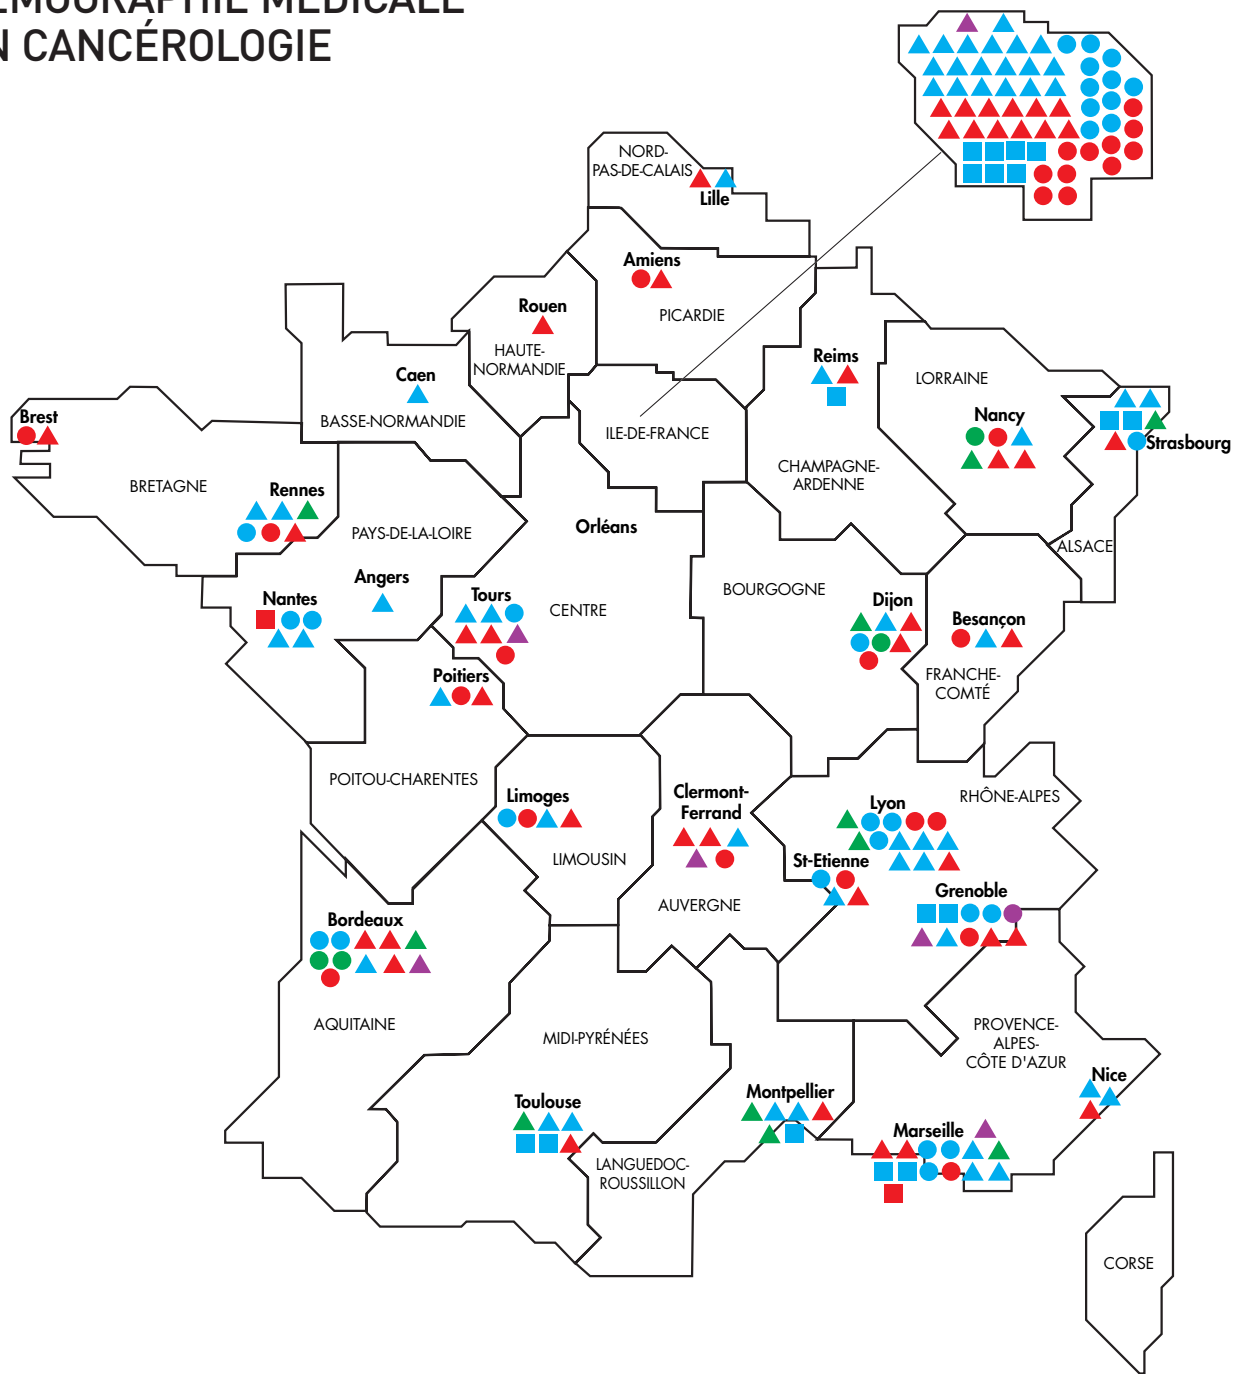 ÉMOGRAPHIE MÉDICALE
N CANCÉROLOGIE
NORD-
PAS-DE-CALAIS
Lille
Amiens
PICARDIE
Rouen
HAUTE-
NORMANDIE
Caen
BASSE-NORMANDIE
Reims
LORRAINE
Nancy
Strasbourg
ALSACE
Brest
BRETAGNE
Rennes
ILE-DE-FRANCE
CHAMPAGNE-
ARDENNE
PAYS-DE-LA-LOIRE
Orléans
Angers
Nantes
Tours
CENTRE
BOURGOGNE
Dijon
Besançon
FRANCHE-
COMTÉ
Poitiers
POITOU-CHARENTES
Limoges
LIMOUSIN
Clermont-
Ferrand
AUVERGNE
Lyon
RHÔNE-ALPES
St-Etienne
Grenoble
Bordeaux
AQUITAINE
MIDI-PYRÉNÉES
Toulouse
Montpellier
LANGUEDOC-
ROUSSILLON
PROVENCE-
ALPES-
CÔTE D'AZUR
Nice
Marseille
CORSE